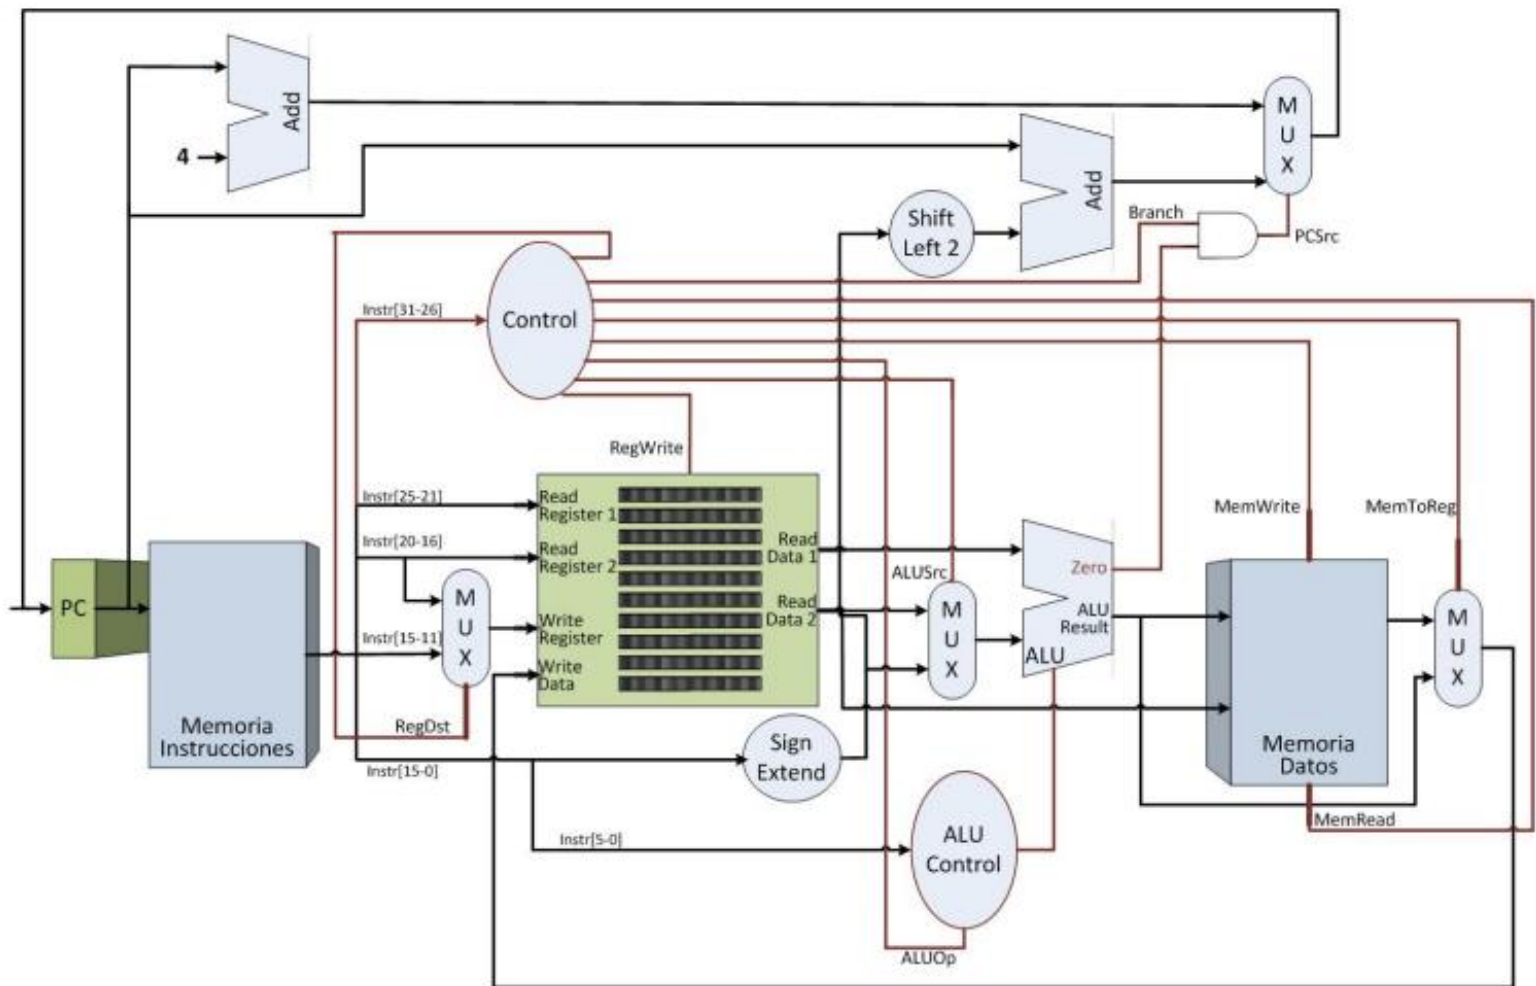 Add
4
M
U
X
Add
Shift
Left 2
Branch
PCSrc
Control
Instr[31-26]
RegWrite
Instr[25-21]
Read
Register 1
Instr[20-16]
Read
Register 2
Read
Data 1
Read
Data 2
Write
Register
Write
Data
PC
Memoria
Instrucciones
M
U
X
Instr[15-11]
RegDst
Instr[15-0]
Sign
Extend
ALUSrc
M
U
X
Zero
ALU
Result
ALU
MemWrite
MemToReg
M
U
X
Memoria
Datos
MemRead
Instr[5-0]
ALU
Control
ALUOp